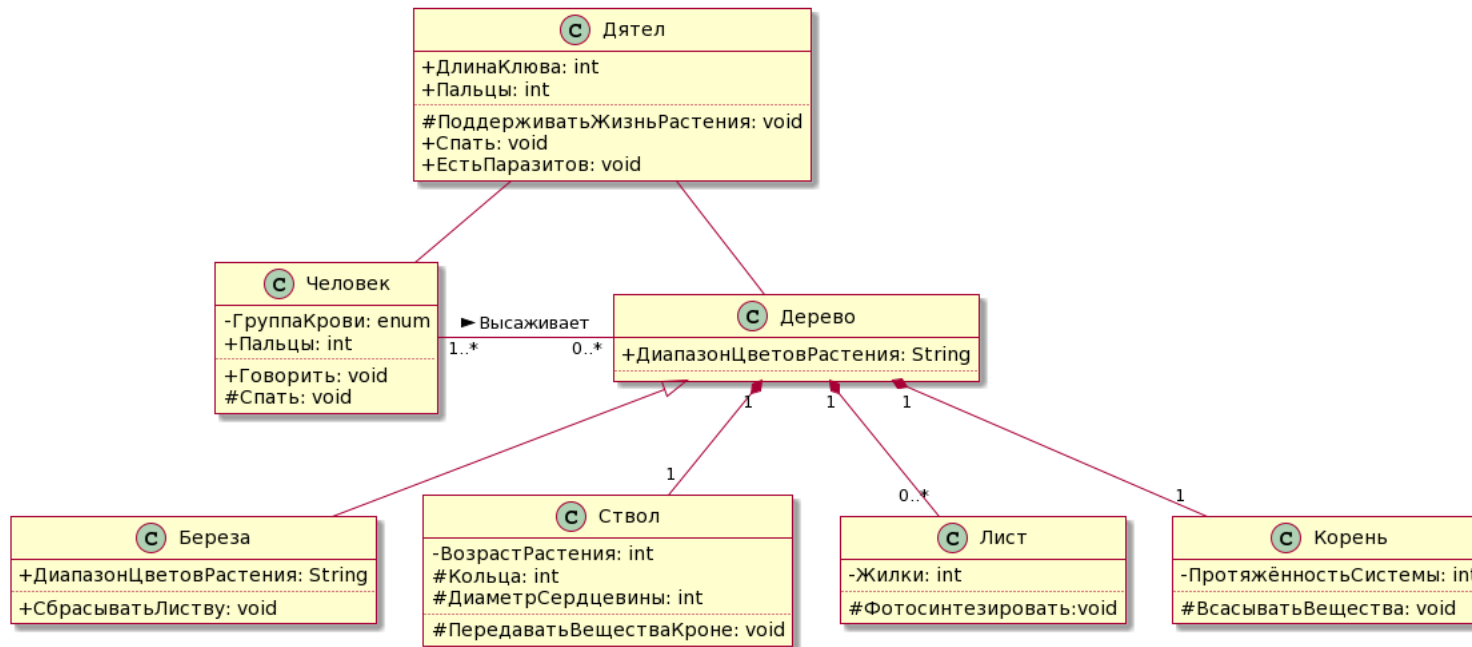 C Дятел
+ДлинаКлюва: int
+Пальцы: int
#ПоддерживатьЖизньРастения: void
+Спать: void
+ЕстьПаразитов: void
C Человек
-ГруппаКрови: enum
+Пальцы: int
+Говорить: void
#Спать: void
► Высаживает
1..* 0..*
C Дерево
+ДиапазонЦветовРастения: String
1 1 1
1 0..* 1
C Береза
+ДиапазонЦветовРастения: String
+СбрасыватьЛиству: void
C Ствол
-ВозрастРастения: int
#Кольца: int
#ДиаметрСердцевины: int
#ПередаватьВеществаКроне: void
C Лист
-Жилки: int
#Фотосинтезировать:void
C Корень
-ПротяжённостьСистемы: int
#ВсасыватьВещества: void